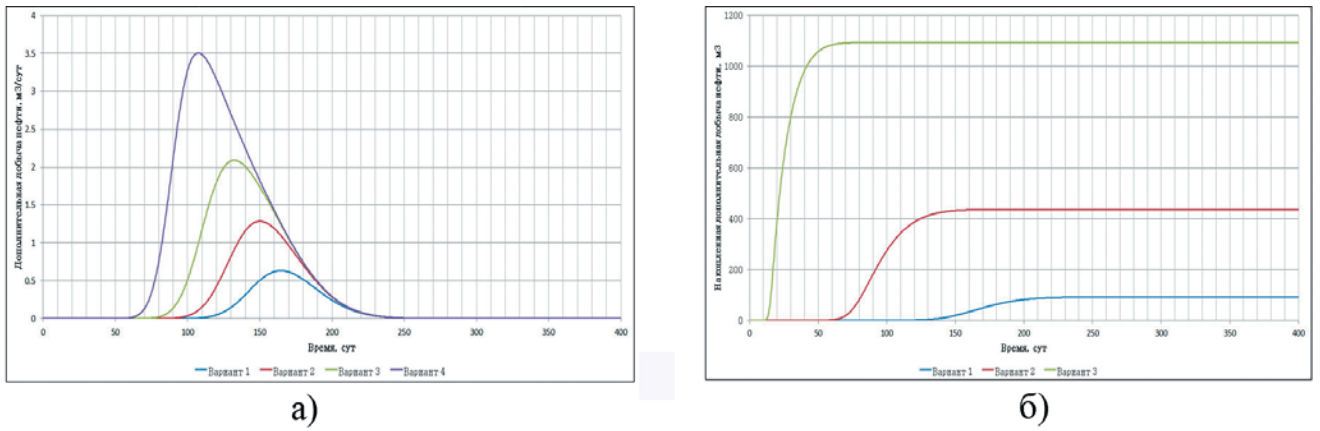 Дополнительная добыча нефти, м3/сут
4
3.5
3
2.5
2
1.5
1
0.5
0
0 50 100 150 200 250 300 350 400
Время, сут
Вариант 1 Вариант 2 Вариант 3 Вариант 4
а)
Накопленная дополнительная добыча нефти, м3
1200
1000
800
600
400
200
0
0 50 100 150 200 250 300 350 400
Время, сут
Вариант 1 Вариант 2 Вариант 3
б)